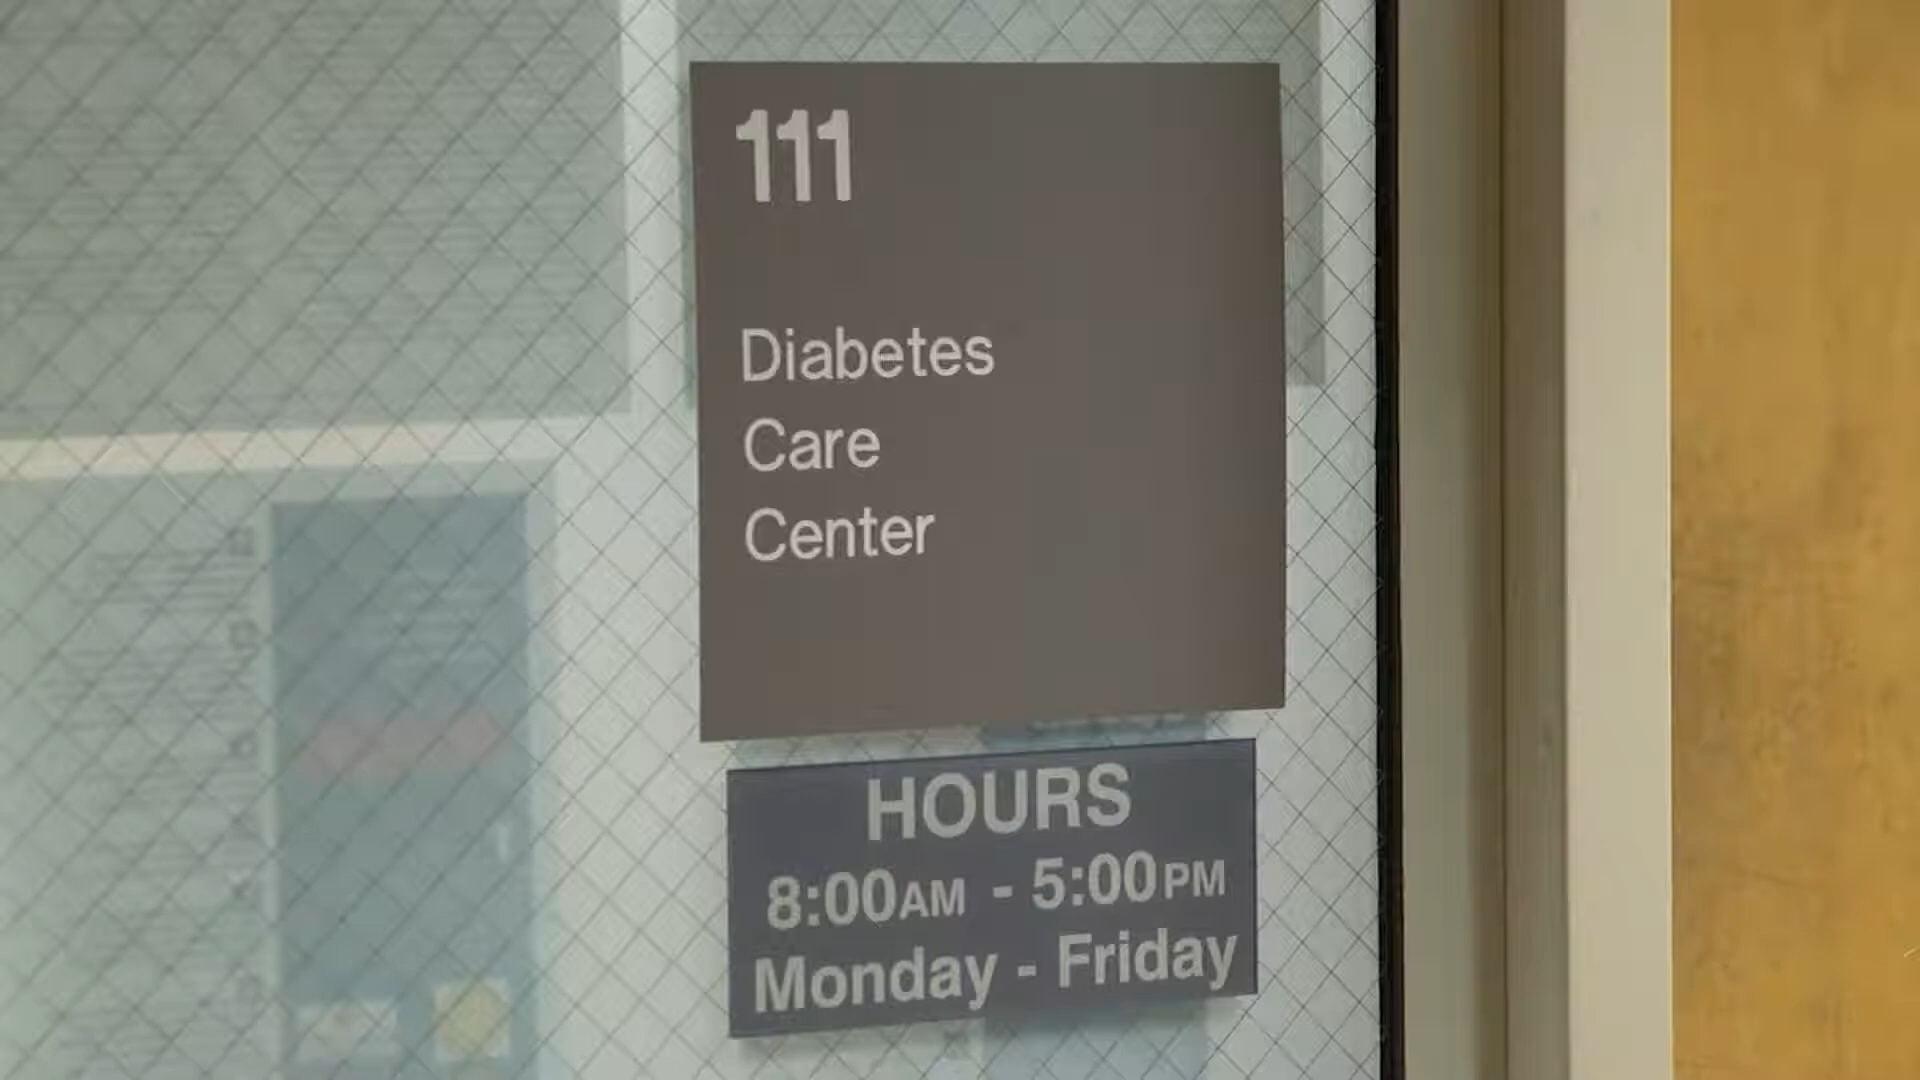 111
Diabetes
Care
Center
HOURS
8:00AM - 5:00PM
Monday - Friday